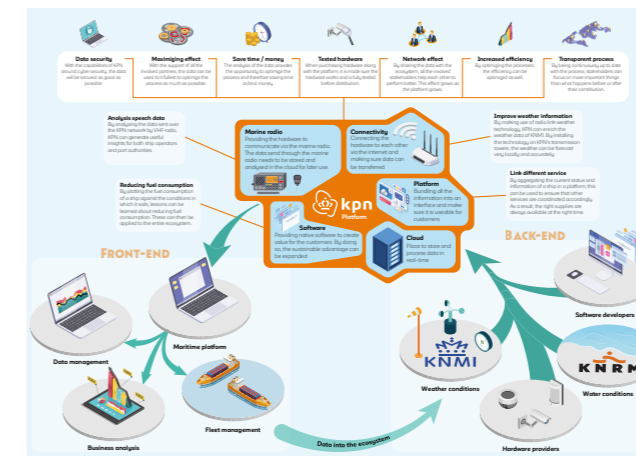 Data security
With the capabilities of KPN
around cyber security, the data
will be secured as good as
possible.
Maximizing effect
With the support of all the
involved partners, the data can be
used to it fullest to optimize the
process as much as possible.
Save time / money
The analysis of the data provides
the opportunity to optimize the
process and therefore saving time
and/or money.
Tested hardware
When purchasing hardware along
with the platform, it is made sure the
hardware works and is fully tested
before distribution.
Network effect
By sharing the data with the
ecosystem, all the involved
stakeholders help each other to
perform better. This effect grows as
the platform grows.
Increased efficiency
By optimizing the processes,
the efficiency can be
optimized as well.
Transparent process
By being continuously up to date
with the process, stakeholders can
focus on more important things
than what happens before or after
their contribution.
Analysis speech data
By analysing the data sent over
the KPN network by VHF radio,
KPN can generate useful
insights for both ship operators
and port authorities.
Reducing fuel consumption
By plotting the fuel consumption
of a ship against the conditions in
which it sails, lessons can be
learned about reducing fuel
consumption. These can then be
applied to the entire ecosystem.
Marine radio
Providing the hardware to
communicate via the marine radio.
The data send through the marine
radio needs to be stored and
analysed in the cloud for later use.
Connectivity
Connecting the
hardware to each other
via the internet and
making sure data can
be transferred
kpn
Platform
Platform
Bundling all the
information into an
interface and make
sure it is useable for
customers
Software
Providing native software to create
value for the customers. By doing
so, the sustainable advantage can
be expanded
Cloud
Place to store and
process data in
real-time
Improve weather information
By making use of radio link weather
technology, KPN can enrich the
weather data of KNMI. By installing
the technology on KPN's transmission
towers, the weather can be forecast
very locally and accurately.
Link different service
By aggregating the current status and
information of a ship in a platform, this
can be used to ensure that other
services are coordinated accordingly.
As a result, the right supplies are
always available at the right time.
FRONT-END
BACK-END
Data management
Maritime platform
Business analysis
Fleet management
Data into the ecosystem
KNMI
Weather conditions
Software developers
KNRM
Water conditions
Hardware providers